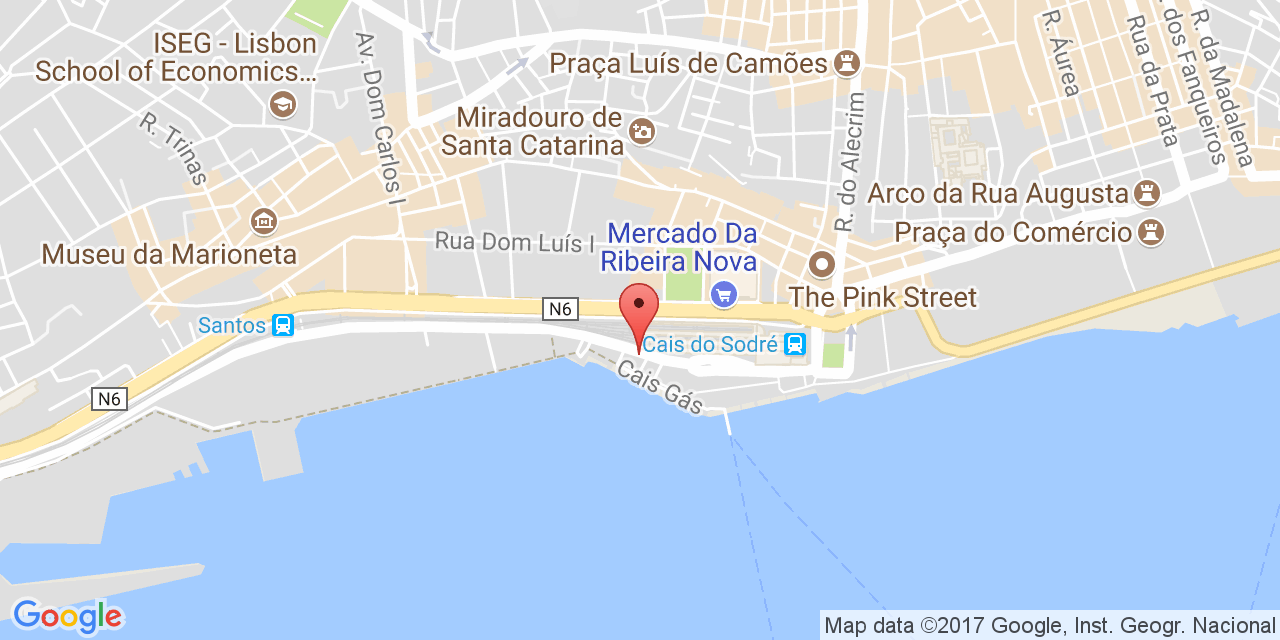 ISEG - Lisbon
School of Economics...
Av. Dom Carlos I
R. Trinas
Praça Luís de Camões
R. Áurea
Rua da Prata
R. dos Fanqueiros
R. da Madalena
Miradouro de
Santa Catarina
R. do Alecrim
Arco da Rua Augusta
Praça do Comércio
Museu da Marioneta
Rua Dom Luís I
Mercado Da
Ribeira Nova
The Pink Street
N6
Santos
Cais do Sodré
Cais Gás
N6
Google
Map data ©2017 Google, Inst. Geogr. Nacional